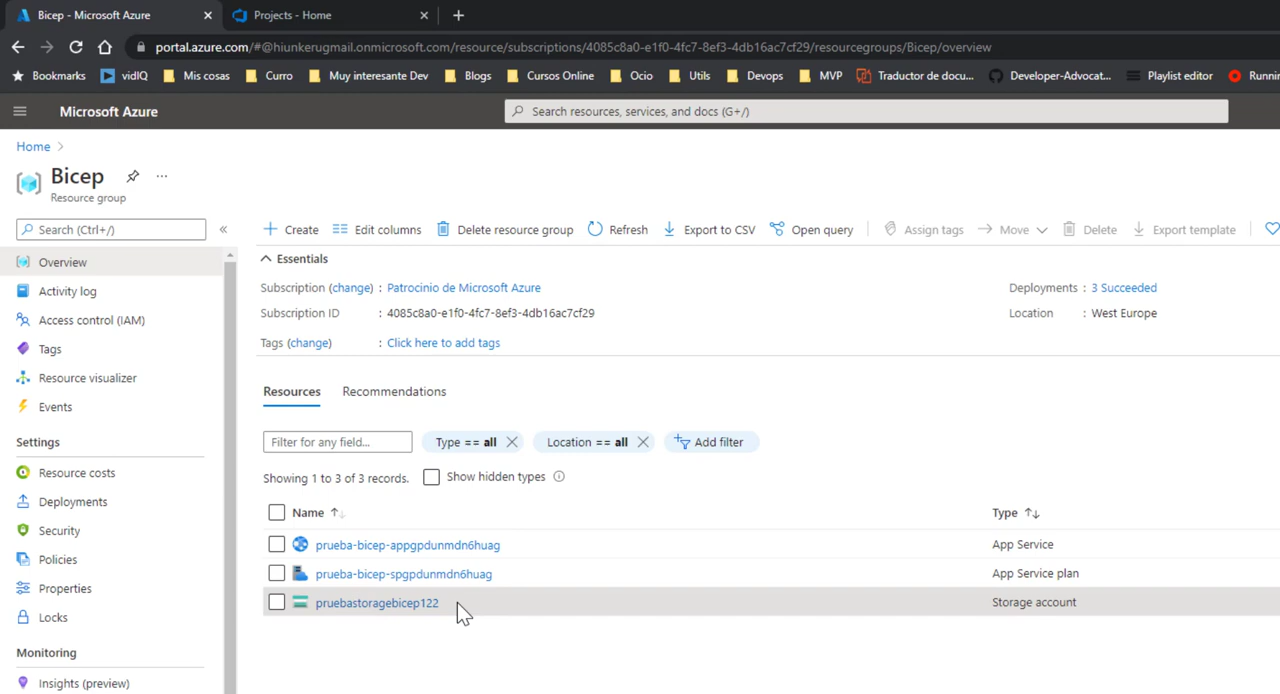 Bicep - Microsoft Azure
Projects - Home
portal.azure.com/#@hiunkerugmail.onmicrosoft.com/resource/subscriptions/4085c8a0-e1f0-4fc7-8ef3-4db16ac7cf29/resourcegroups/Bicep/overview
Bookmarks vidIQ Mis cosas Curro Muy interesante Dev Blogs Cursos Online Ocio Utils Devops MVP Traductor de docu... Developer-Advocat... Playlist editor
Microsoft Azure
Search resources, services, and docs (G+/)
Home
Bicep
Resource group
Search (Ctrl+/)
Create Edit columns Delete resource group Refresh Export to CSV Open query Assign tags Move Delete Export template
Overview
Activity log
Access control (IAM)
Tags
Resource visualizer
Events
Settings
Resource costs
Deployments
Security
Policies
Properties
Locks
Monitoring
Insights (preview)
Essentials
Subscription (change) : Patrocinio de Microsoft Azure
Deployments : 3 Succeeded
Subscription ID : 4085c8a0-e1f0-4fc7-8ef3-4db16ac7cf29
Location : West Europe
Tags (change) : Click here to add tags
Resources Recommendations
Filter for any field...
Type == all
Location == all
Add filter
Showing 1 to 3 of 3 records.
Show hidden types
Name Type
prueba-bicep-appgpdunmdn6huag App Service
prueba-bicep-spgpdunmdn6huag App Service plan
pruebastoragebicep122 Storage account